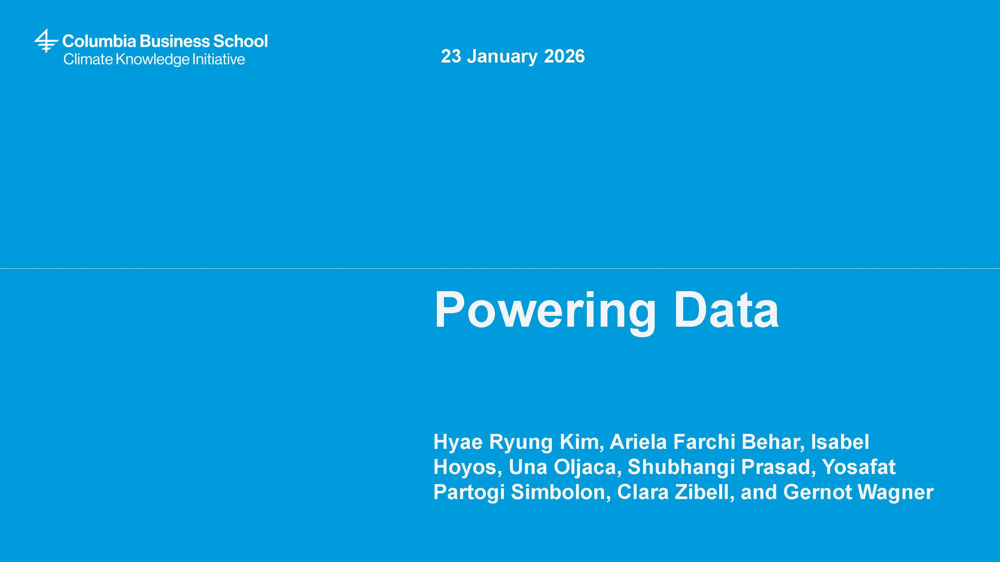 Columbia Business School
Climate Knowledge Initiative
23 January 2026
Powering Data
Hyae Ryung Kim, Ariela Farchi Behar, Isabel
Hoyos, Una Oljaca, Shubhangi Prasad, Yosafat
Partogi Simbolon, Clara Zibell, and Gernot Wagner